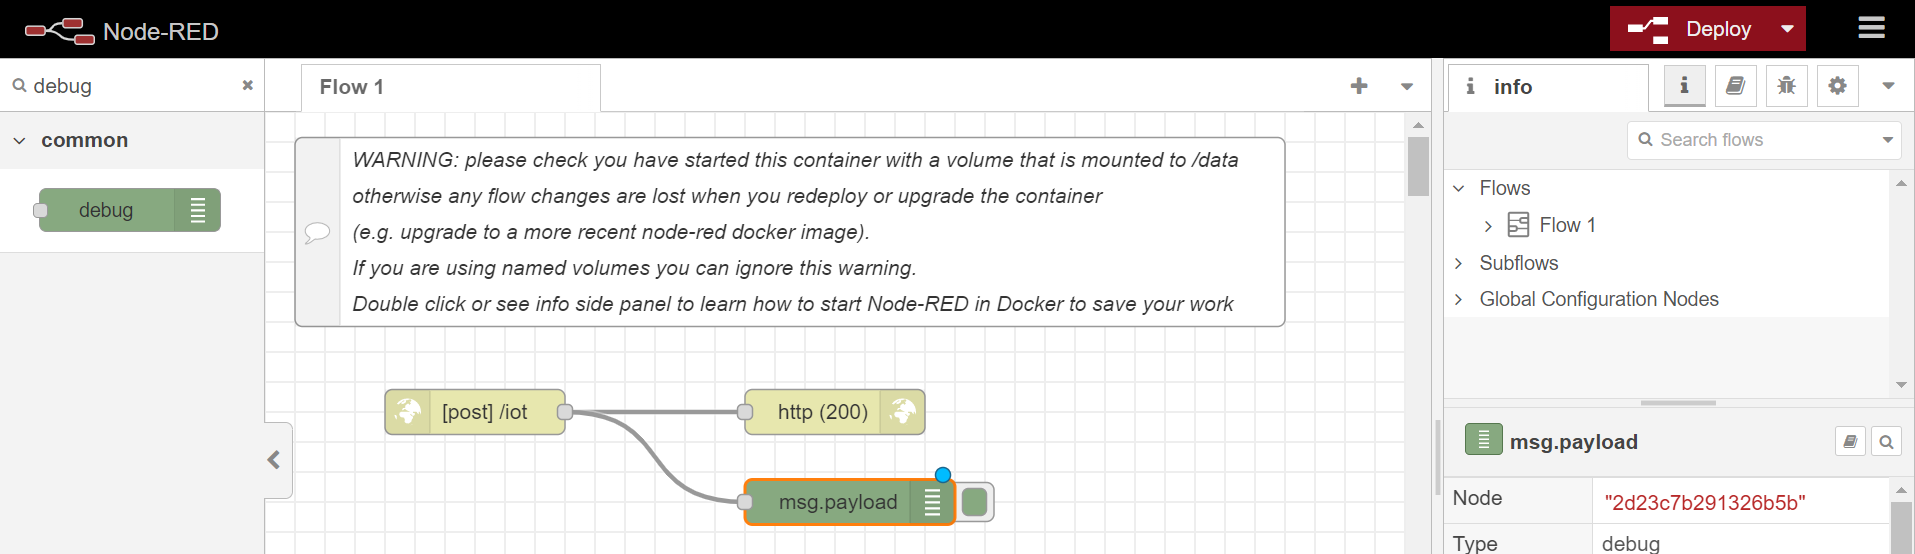 Node-RED
Deploy
debug
Flow 1
info
common
Search flows
debug
WARNING: please check you have started this container with a volume that is mounted to /data
otherwise any flow changes are lost when you redeploy or upgrade the container
(e.g. upgrade to a more recent node-red docker image).
If you are using named volumes you can ignore this warning.
Double click or see info side panel to learn how to start Node-RED in Docker to save your work
Flows
Flow 1
Subflows
Global Configuration Nodes
[post] /iot
http (200)
msg.payload
msg.payload
Node
"2d23c7b291326b5b"
Type
debug